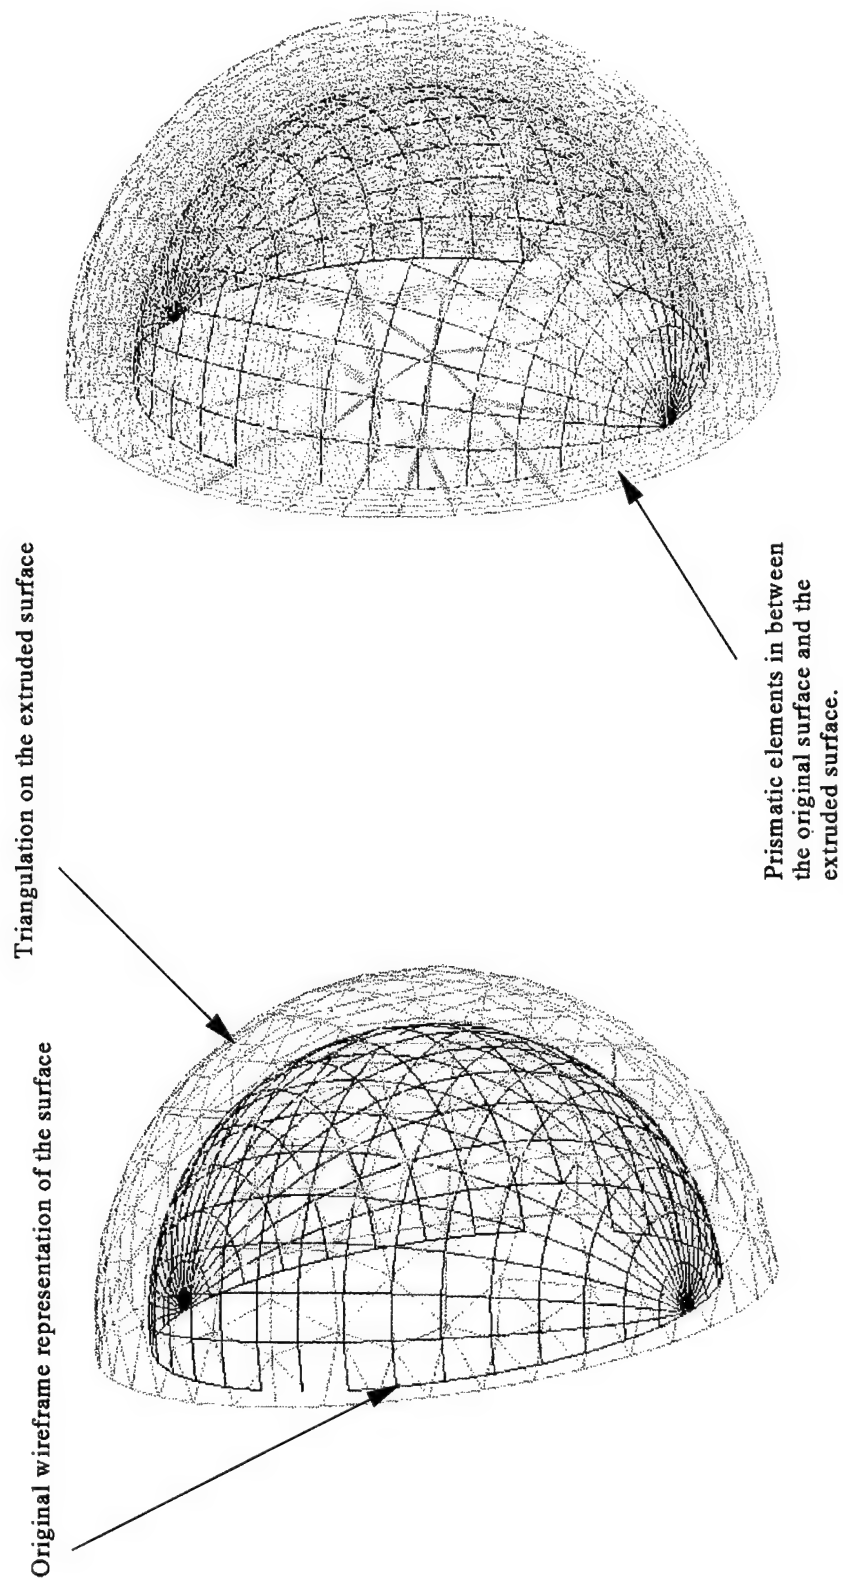 Original wireframe representation of the surface
Triangulation on the extruded surface
Prismatic elements in between
the original surface and the
extruded surface.